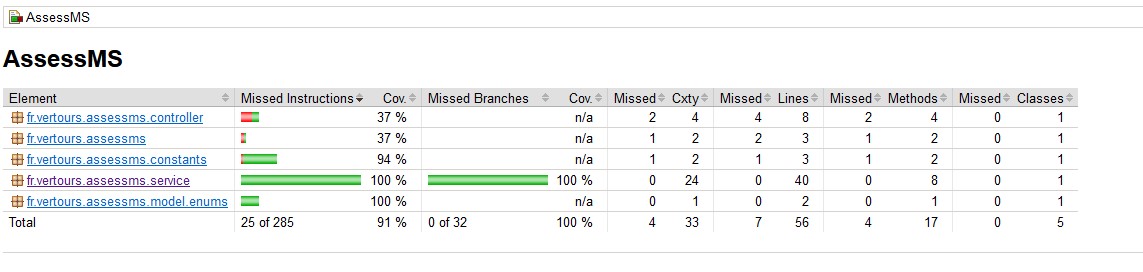 AssessMS
AssessMS
Element Missed Instructions Cov. Missed Branches Cov. Missed Cxty Missed Lines Missed Methods Missed Classes
fr.vertours.assessms.controller 37 % n/a 2 4 4 8 2 4 0 1
fr.vertours.assessms 37 % n/a 1 2 2 3 1 2 0 1
fr.vertours.assessms.constants 94 % n/a 1 2 1 3 1 2 0 1
fr.vertours.assessms.service 100 % 100 % 0 24 0 40 0 8 0 1
fr.vertours.assessms.model.enums 100 % n/a 0 1 0 2 0 1 0 1
Total 25 of 285 91 % 0 of 32 100 % 4 33 7 56 4 17 0 5